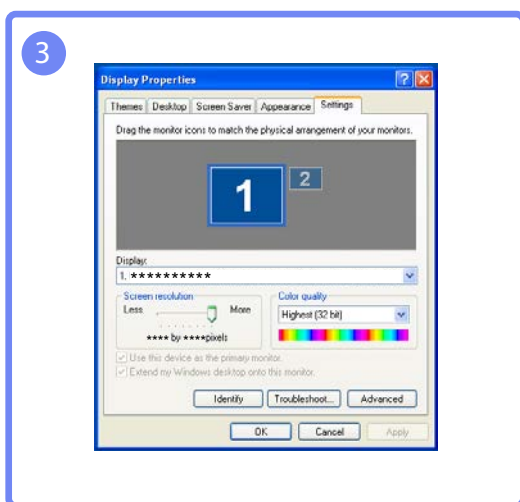 3
Display Properties
Themes Desktop Screen Saver Appearance Settings
Drag the monitor icons to match the physical arrangement of your monitors.
1 2
Display:
1. **********
Screen resolution Color quality
Less More Highest (32 bit)
**** by ****pixels
Use this device as the primary monitor.
Extend my Windows desktop onto this monitor.
Identify Troubleshoot... Advanced
OK Cancel Apply